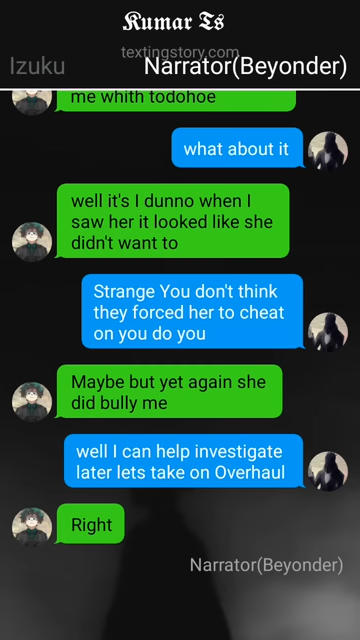 Kumar Ts
textingstory.com
Izuku Narrator(Beyonder)
me whith todohoe
what about it
well it's I dunno when I
saw her it looked like she
didn't want to
Strange You don't think
they forced her to cheat
on you do you
Maybe but yet again she
did bully me
well I can help investigate
later lets take on Overhaul
Right
Narrator(Beyonder)